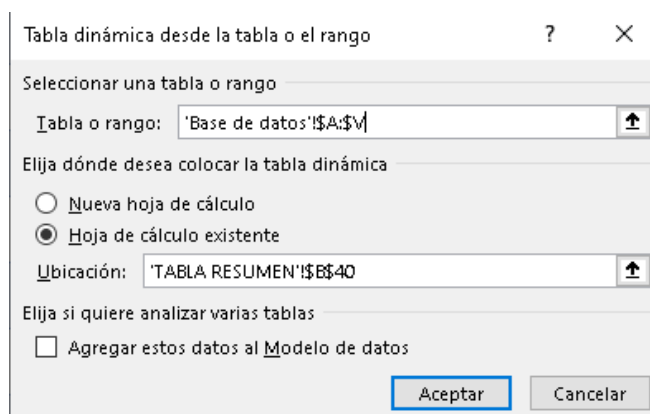 Tabla dinámica desde la tabla o el rango ? ×
Seleccionar una tabla o rango
Tabla o rango: 'Base de datos'!$A:$V
Elija dónde desea colocar la tabla dinámica
Nueva hoja de cálculo
Hoja de cálculo existente
Ubicación: 'TABLA RESUMEN'!$B$40
Elija si quiere analizar varias tablas
Agregar estos datos al Modelo de datos
Aceptar Cancelar